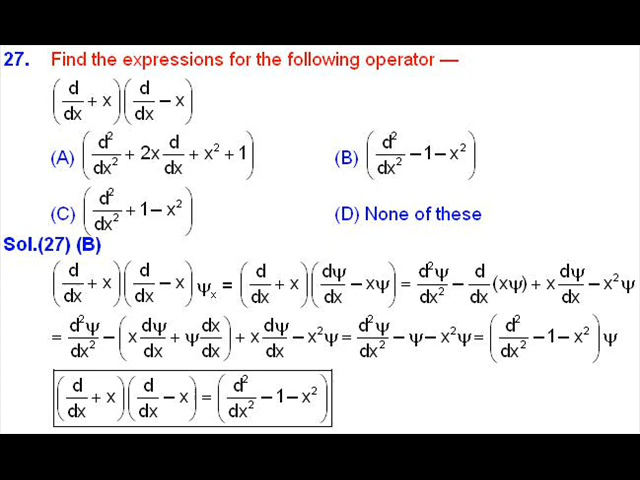 27. Find the expressions for the following operator —
(d/dx + x)(d/dx − x)
(A) (d²/dx² + 2x d/dx + x² + 1) (B) (d²/dx² − 1 − x²)
(C) (d²/dx² + 1 − x²) (D) None of these
Sol.(27) (B)
(d/dx + x)(d/dx − x) ψₓ = (d/dx + x)(dψ/dx − xψ) = d²ψ/dx² − d/dx (xψ) + x dψ/dx − x²ψ
= d²ψ/dx² − (x dψ/dx + ψ dx/dx) + x dψ/dx − x²ψ = d²ψ/dx² − ψ − x²ψ = (d²/dx² − 1 − x²) ψ
(d/dx + x)(d/dx − x) = (d²/dx² − 1 − x²)